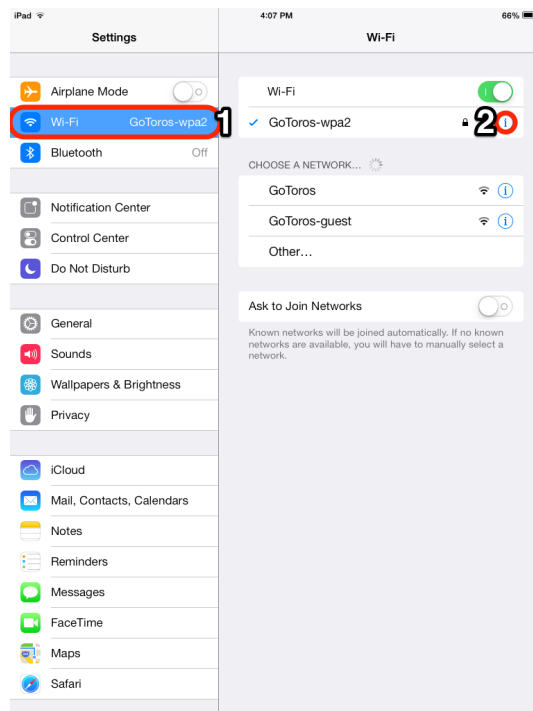 iPad
4:07 PM
66%
Settings
Wi-Fi
Airplane Mode
Wi-Fi GoToros-wpa2
1
Bluetooth Off
Notification Center
Control Center
Do Not Disturb
General
Sounds
Wallpapers & Brightness
Privacy
iCloud
Mail, Contacts, Calendars
Notes
Reminders
Messages
FaceTime
Maps
Safari
Wi-Fi
GoToros-wpa2
2
CHOOSE A NETWORK...
GoToros
GoToros-guest
Other...
Ask to Join Networks
Known networks will be joined automatically. If no known
networks are available, you will have to manually select a
network.